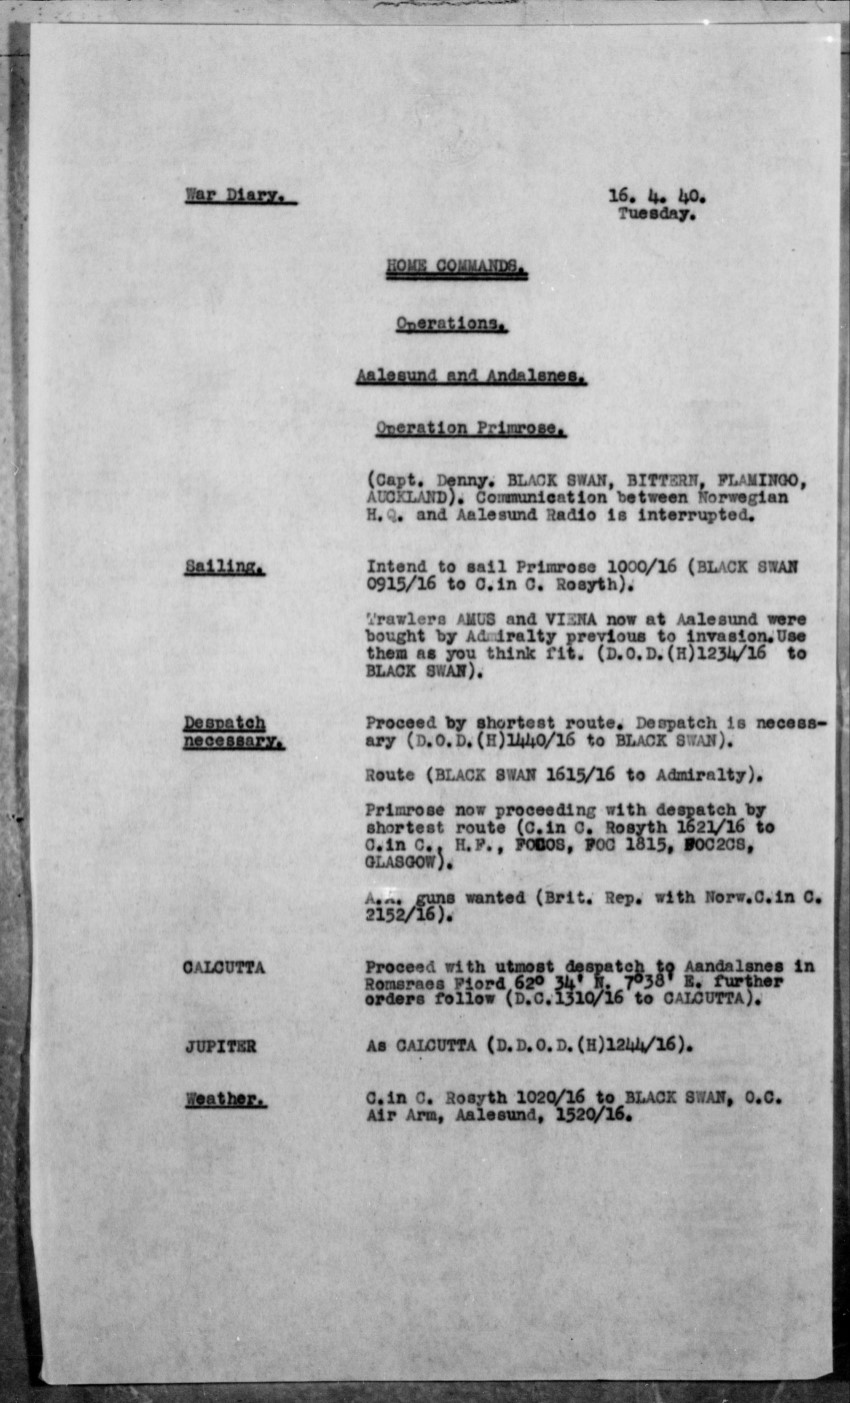 War Diary.
16. 4. 40.
Tuesday.
HOME COMMANDS.
Operations.
Aalesund and Andalsnes.
Operation Primrose.
(Capt. Denny. BLACK SWAN, BITTERN, FLAMINGO,
AUCKLAND). Communication between Norwegian
H.Q. and Aalesund Radio is interrupted.
Sailing.
Intend to sail Primrose 1000/16 (BLACK SWAN
0915/16 to C.in C. Rosyth).
Trawlers AMUS and VIENA now at Aalesund were
bought by Admiralty previous to invasion.Use
them as you think fit. (D.O.D.(H)1234/16 to
BLACK SWAN).
Despatch
necessary.
Proceed by shortest route. Despatch is necess-
ary (D.O.D.(H)1440/16 to BLACK SWAN).
Route (BLACK SWAN 1615/16 to Admiralty).
Primrose now proceeding with despatch by
shortest route (C.in C. Rosyth 1621/16 to
C.in C., H.F., FOC 1815, FOC2CS,
GLASGOW).
A.A. guns wanted (Brit. Rep. with Norw.C.in C.
2152/16).
CALCUTTA
Proceed with utmost despatch to Aandalsnes in
Romsraes Fiord 62° 34' N. 7°38' E. further
orders follow (D.C.1310/16 to CALCUTTA).
JUPITER
As CALCUTTA (D.D.O.D.(H)1244/16).
Weather.
C.in C. Rosyth 1020/16 to BLACK SWAN, O.C.
Air Arm, Aalesund, 1520/16.